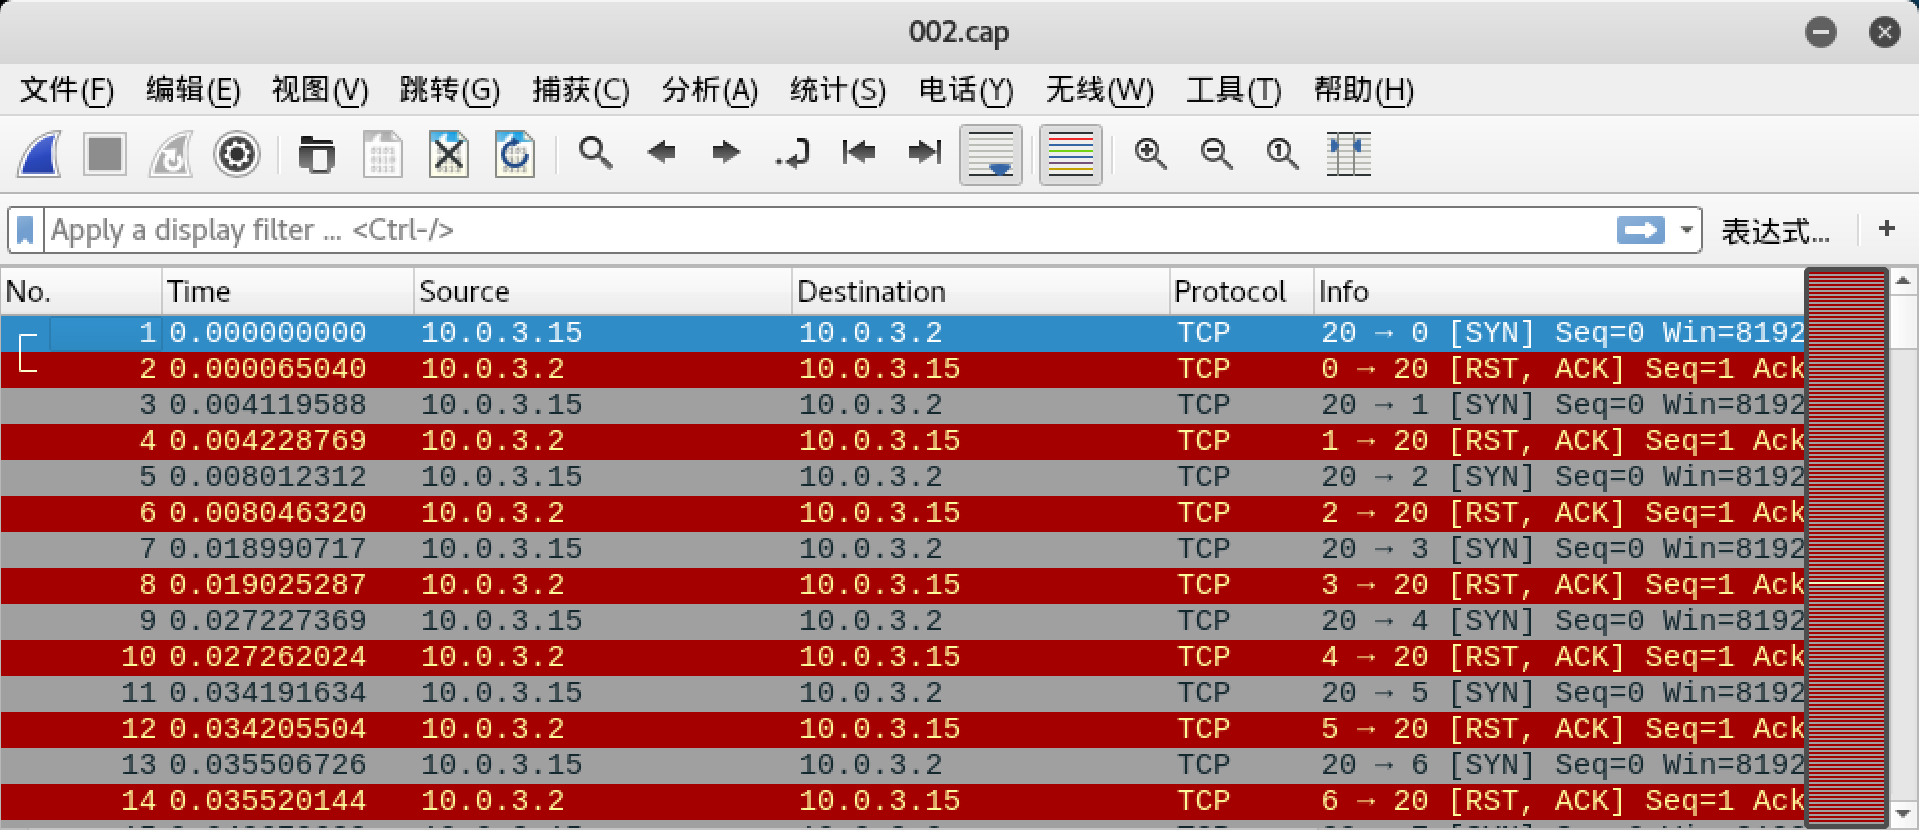 002.cap
文件(F) 编辑(E) 视图(V) 跳转(G) 捕获(C) 分析(A) 统计(S) 电话(Y) 无线(W) 工具(T) 帮助(H)
Apply a display filter ... <Ctrl-/> 表达式... +
No. Time Source Destination Protocol Info
1 0.000000000 10.0.3.15 10.0.3.2 TCP 20 → 0 [SYN] Seq=0 Win=8192
2 0.000065040 10.0.3.2 10.0.3.15 TCP 0 → 20 [RST, ACK] Seq=1 Ack
3 0.004119588 10.0.3.15 10.0.3.2 TCP 20 → 1 [SYN] Seq=0 Win=8192
4 0.004228769 10.0.3.2 10.0.3.15 TCP 1 → 20 [RST, ACK] Seq=1 Ack
5 0.008012312 10.0.3.15 10.0.3.2 TCP 20 → 2 [SYN] Seq=0 Win=8192
6 0.008046320 10.0.3.2 10.0.3.15 TCP 2 → 20 [RST, ACK] Seq=1 Ack
7 0.018990717 10.0.3.15 10.0.3.2 TCP 20 → 3 [SYN] Seq=0 Win=8192
8 0.019025287 10.0.3.2 10.0.3.15 TCP 3 → 20 [RST, ACK] Seq=1 Ack
9 0.027227369 10.0.3.15 10.0.3.2 TCP 20 → 4 [SYN] Seq=0 Win=8192
10 0.027262024 10.0.3.2 10.0.3.15 TCP 4 → 20 [RST, ACK] Seq=1 Ack
11 0.034191634 10.0.3.15 10.0.3.2 TCP 20 → 5 [SYN] Seq=0 Win=8192
12 0.034205504 10.0.3.2 10.0.3.15 TCP 5 → 20 [RST, ACK] Seq=1 Ack
13 0.035506726 10.0.3.15 10.0.3.2 TCP 20 → 6 [SYN] Seq=0 Win=8192
14 0.035520144 10.0.3.2 10.0.3.15 TCP 6 → 20 [RST, ACK] Seq=1 Ack